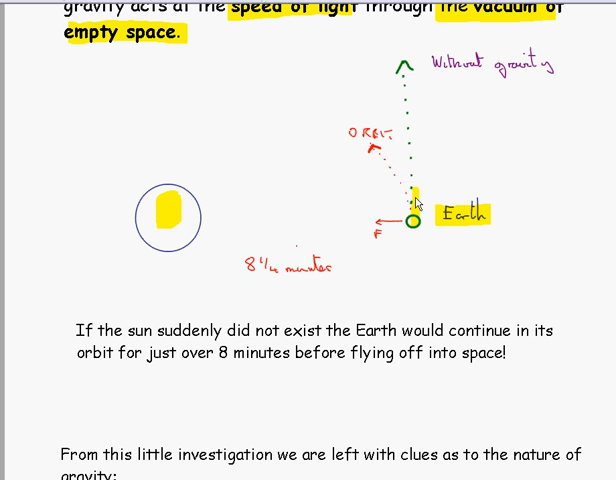 gravity acts at the speed of light through the vacuum of
empty space.
Without gravity
ORBIT.
Earth
F
8 1/4 minutes
If the sun suddenly did not exist the Earth would continue in its
orbit for just over 8 minutes before flying off into space!
From this little investigation we are left with clues as to the nature of
gravity: